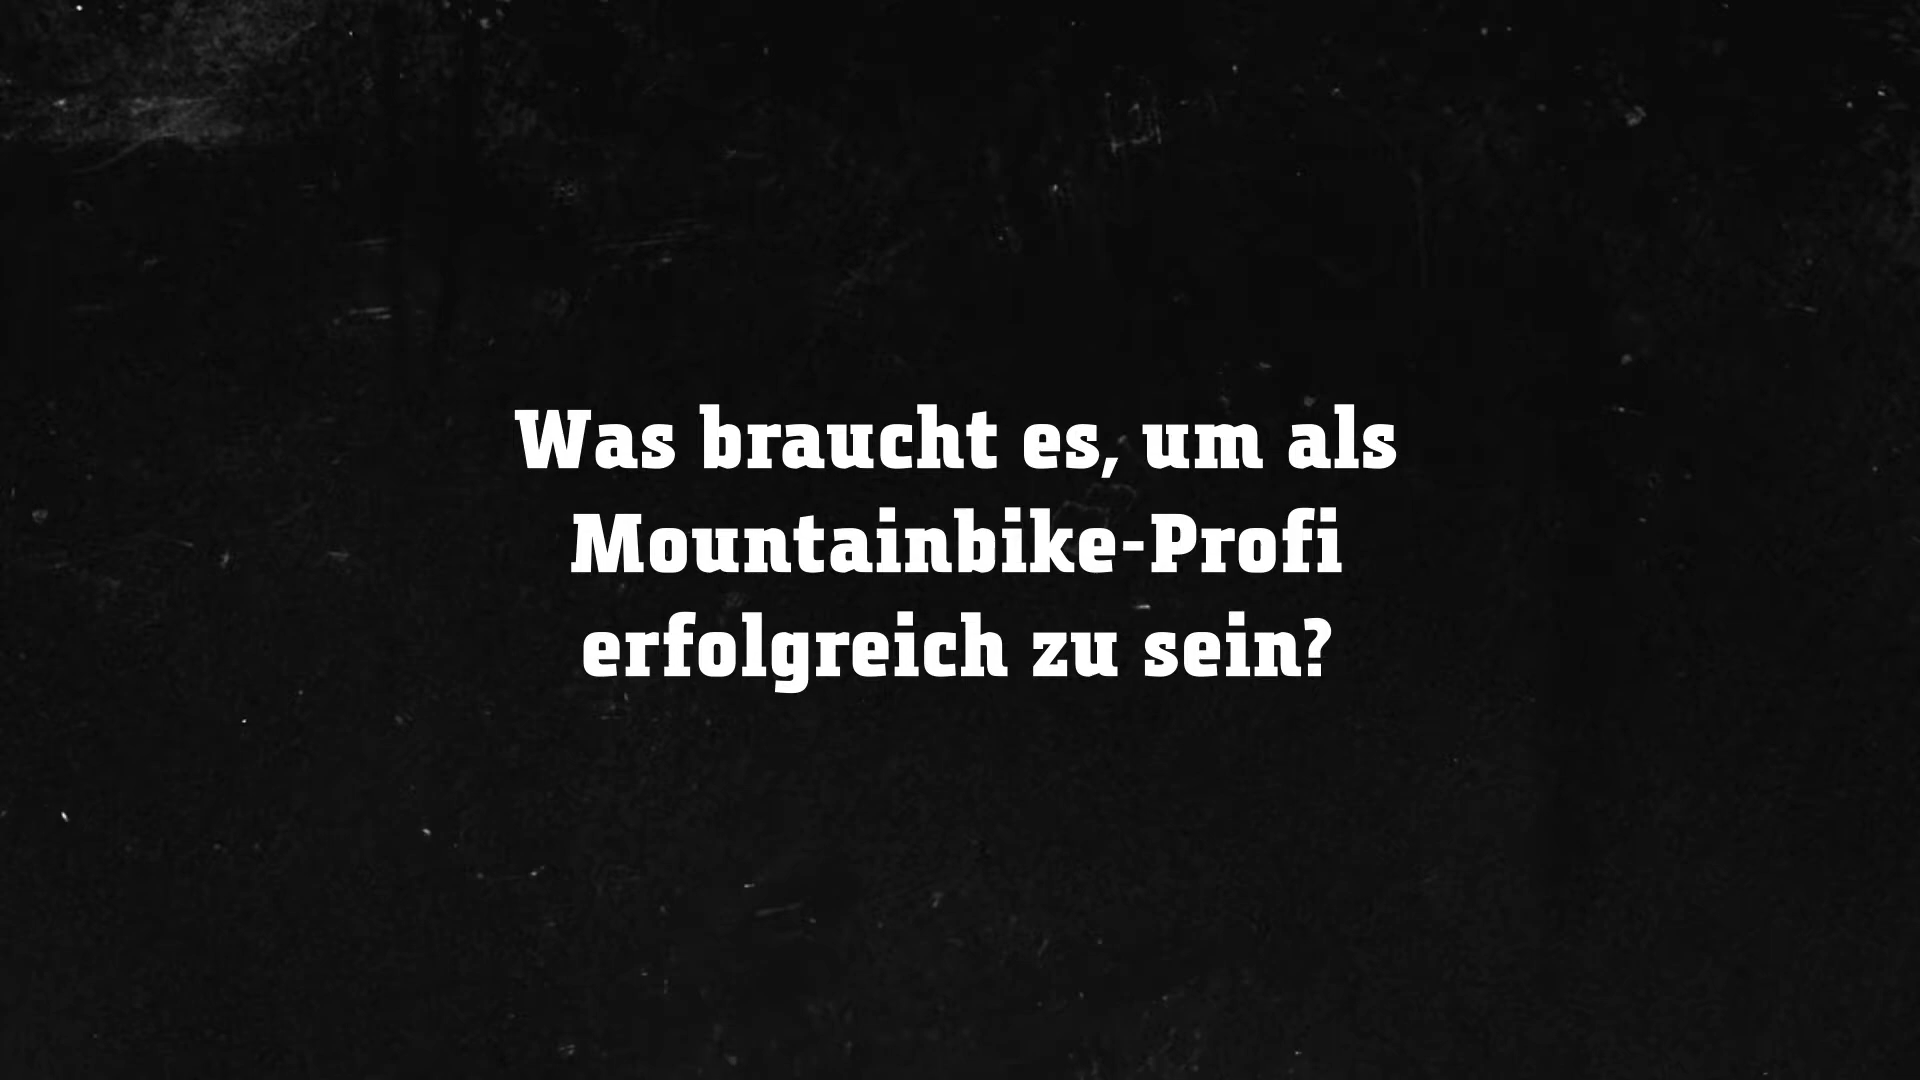 Was braucht es, um als
Mountainbike-Profi
erfolgreich zu sein?